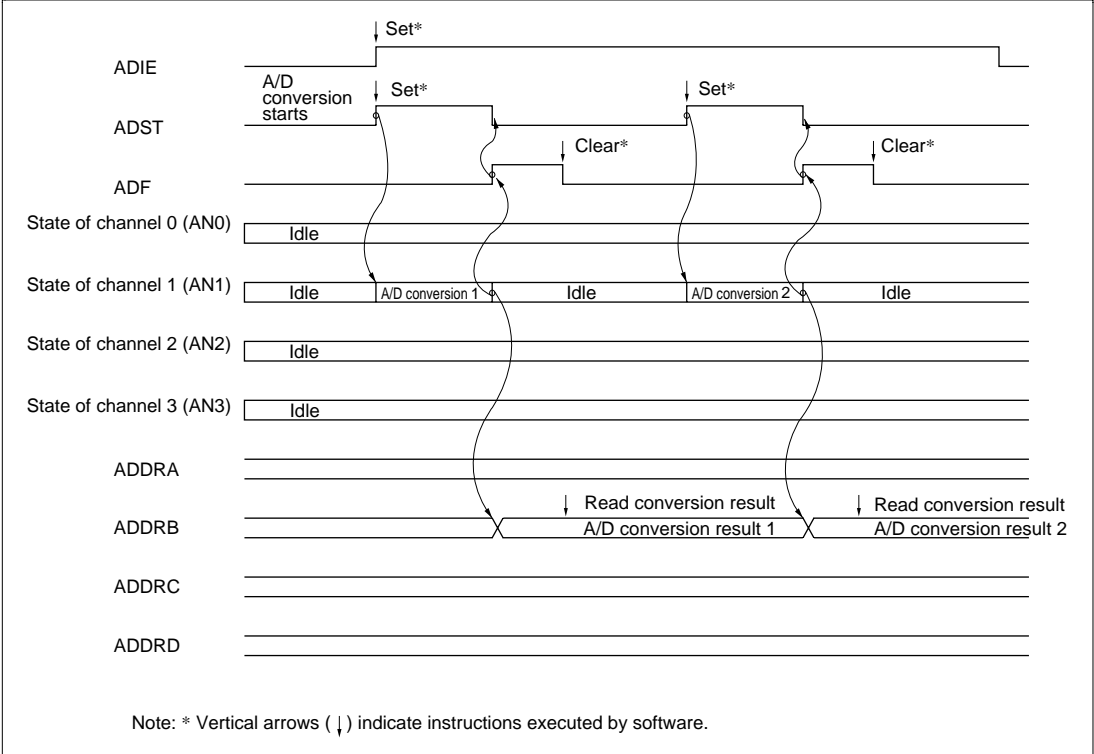 Set*
ADIE
A/D
conversion
starts
Set*
Set*
ADST
Clear*
Clear*
ADF
State of channel 0 (AN0)
Idle
State of channel 1 (AN1)
Idle
A/D conversion 1
Idle
A/D conversion 2
Idle
State of channel 2 (AN2)
Idle
State of channel 3 (AN3)
Idle
ADDRA
Read conversion result
Read conversion result
ADDRB
A/D conversion result 1
A/D conversion result 2
ADDRC
ADDRD
Note: * Vertical arrows ( ↓ ) indicate instructions executed by software.